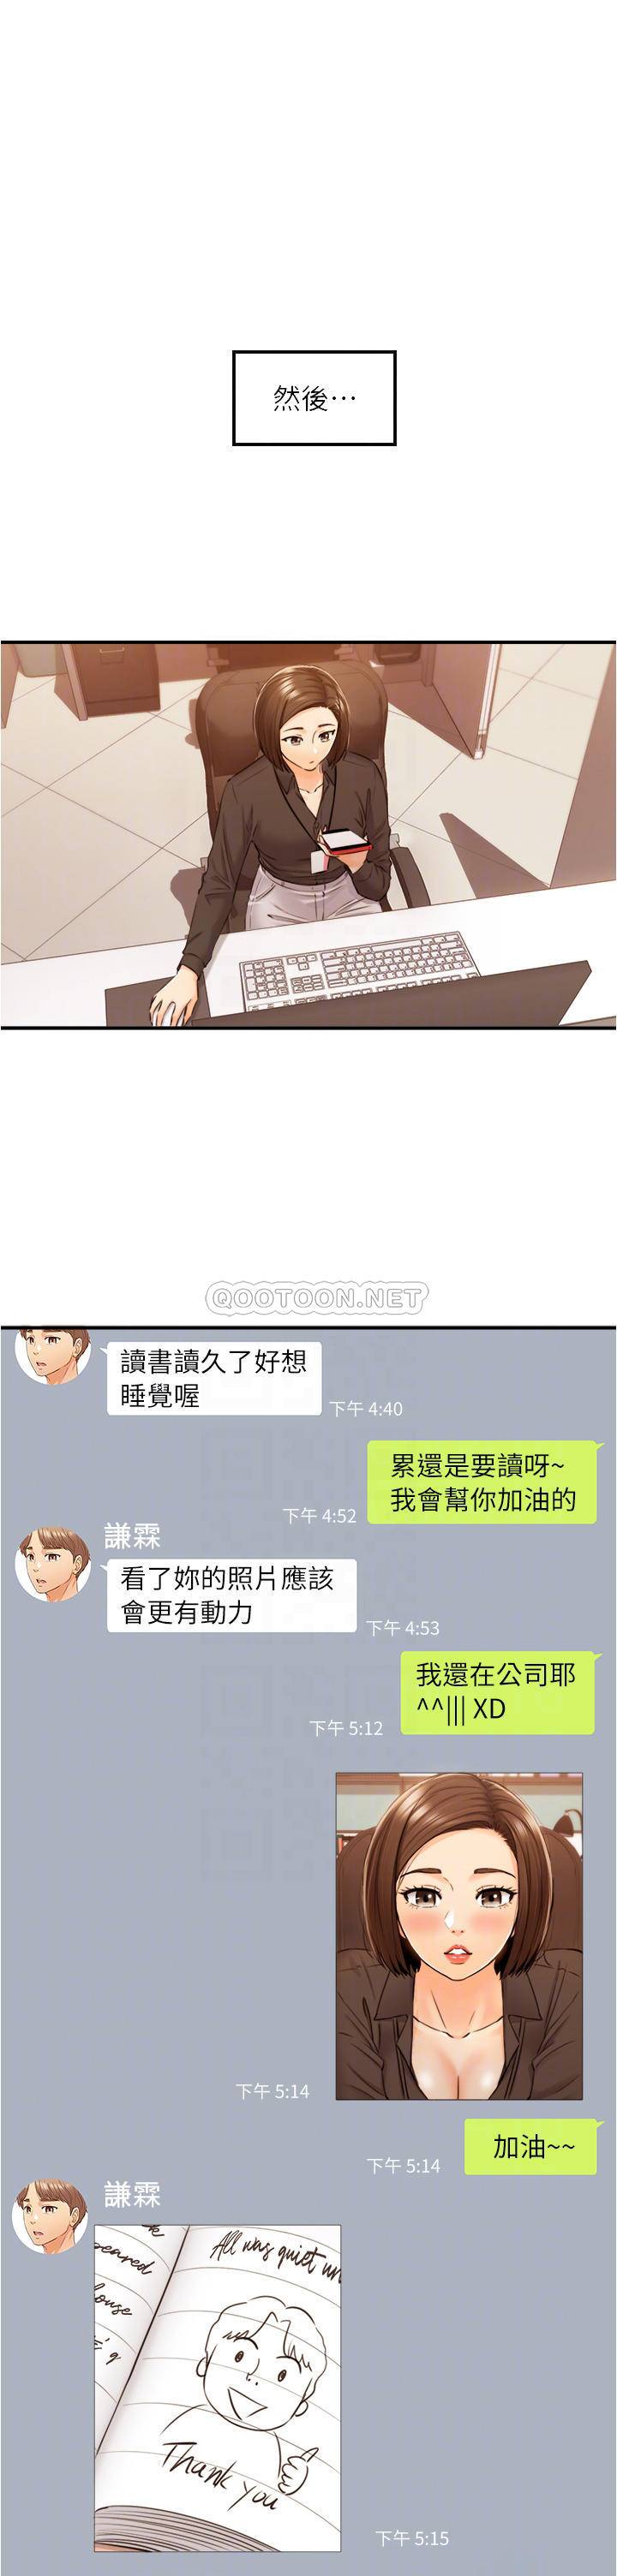 然後…
QOOTOON.NET
讀書讀久了好想
睡覺喔
下午 4:40
累還是要讀呀~
我會幫你加油的
下午 4:52
謙霖
看了妳的照片應該
會更有動力
下午 4:53
我還在公司耶
^^||| XD
下午 5:12
下午 5:14
加油~~
下午 5:14
謙霖
peared
house
All was quiet un
Thank you
下午 5:15